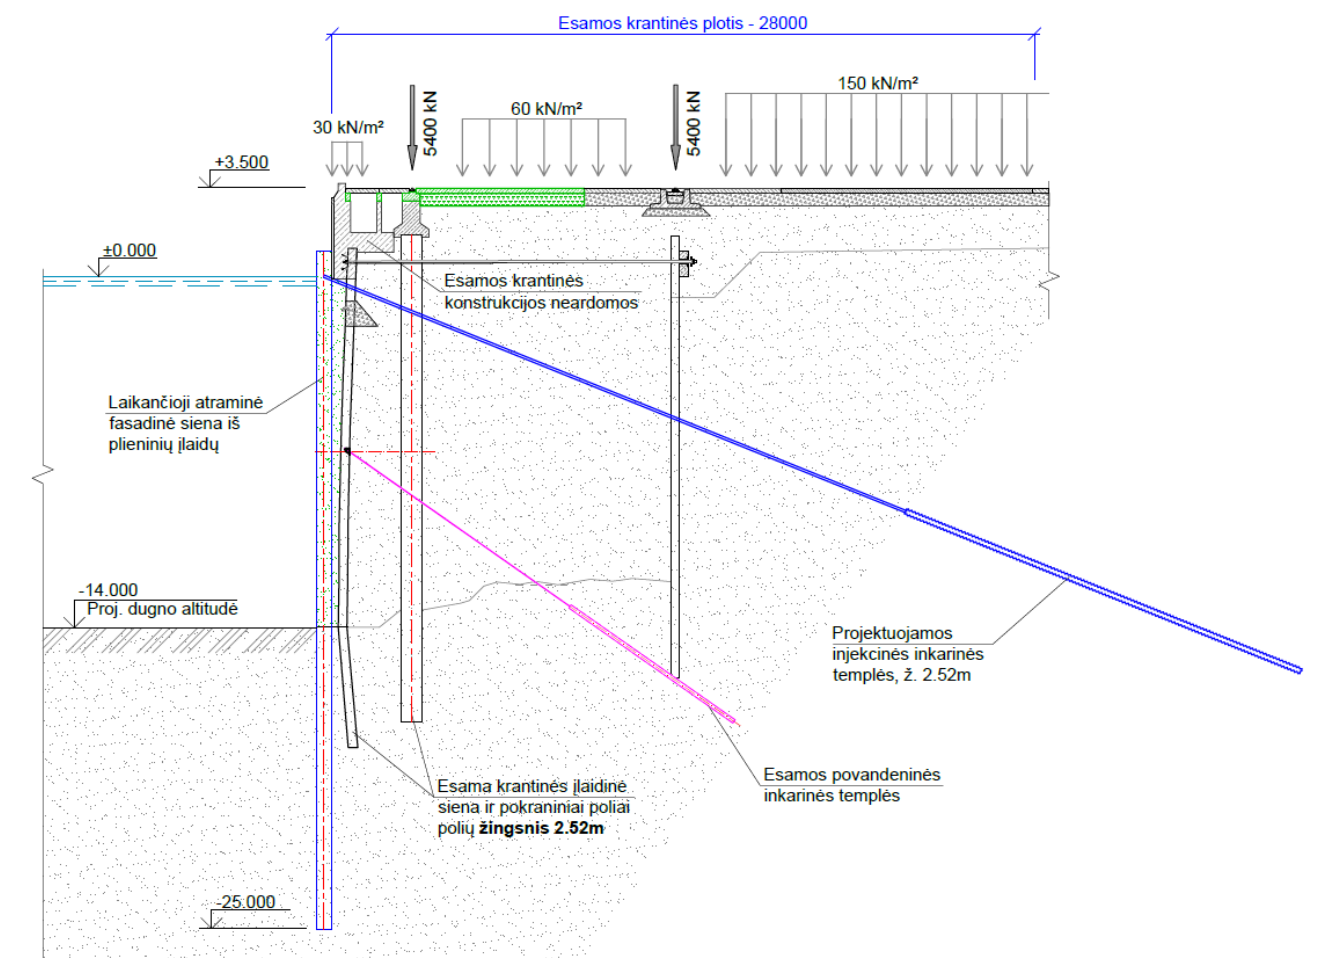 Esamos krantinės plotis - 28000
30 kN/m²
5400 kN
60 kN/m²
5400 kN
150 kN/m²
+3.500
±0.000
Esamos krantinės
konstrukcijos neardomos
Laikančioji atraminė
fasadinė siena iš
plieninių įlaidų
-14.000
Proj. dugno altitudė
Projektuojamos
injekcinės inkarinės
templės, ž. 2.52m
Esama krantinės įlaidinė
siena ir pokraniniai poliai
polių žingsnis 2.52m
Esamos povandeninės
inkarinės templės
-25.000